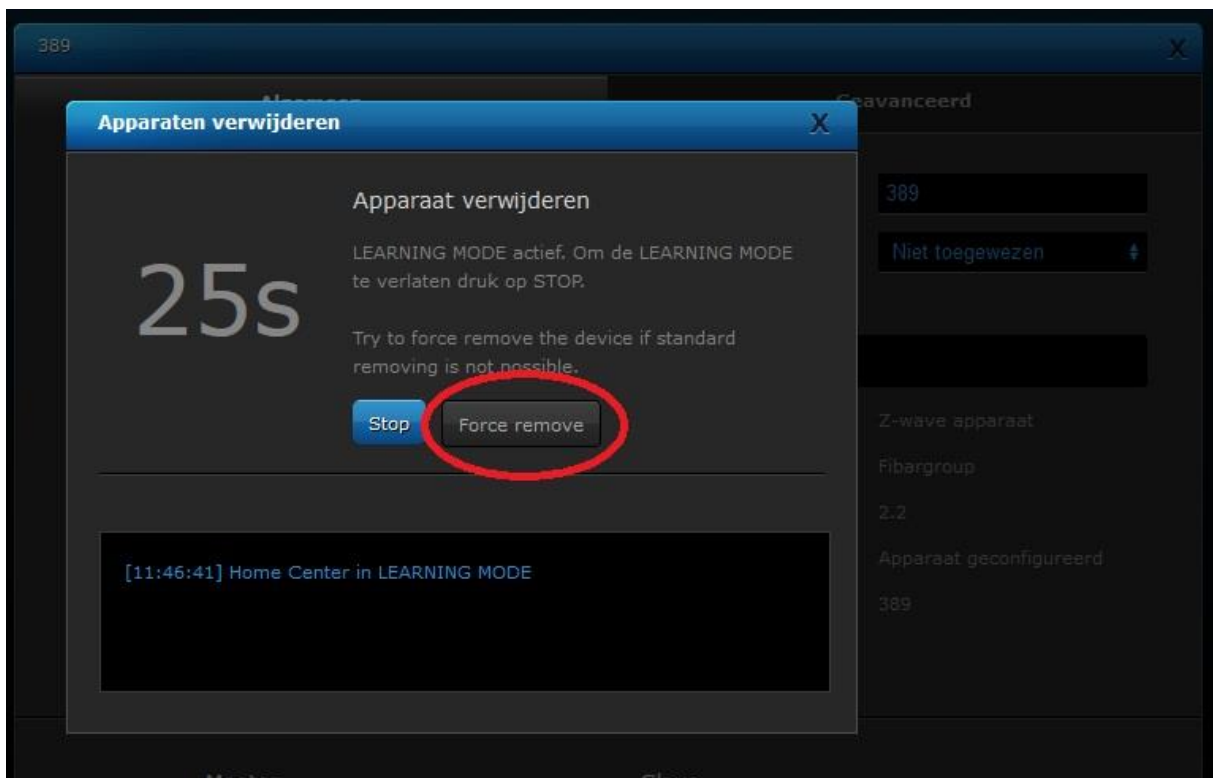 389
X
Geavanceerd
Apparaten verwijderen
X
25s
Apparaat verwijderen
LEARNING MODE actief. Om de LEARNING MODE
te verlaten druk op STOP.
Try to force remove the device if standard
removing is not possible.
Stop
Force remove
[11:46:41] Home Center in LEARNING MODE
389
Niet toegewezen
Z-wave apparaat
Fibargroup
2.2
Apparaat geconfigureerd
389